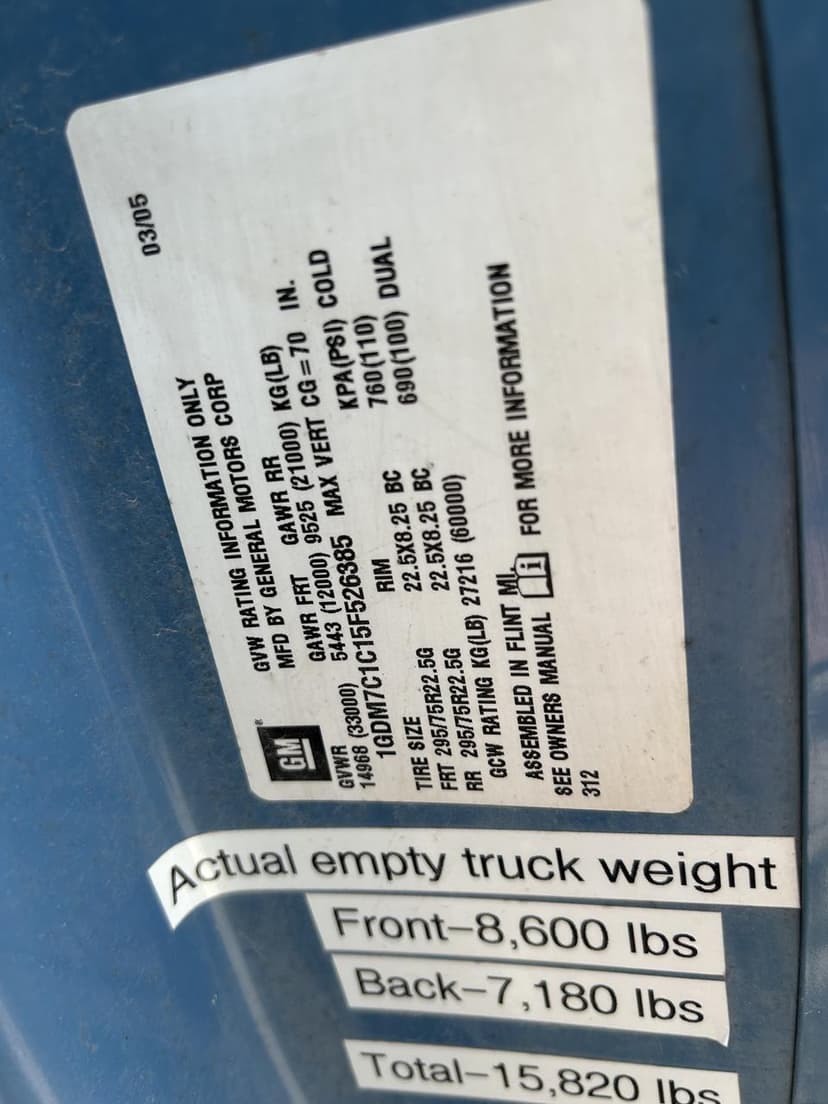 03/05
GVW RATING INFORMATION ONLY
MFD BY GENERAL MOTORS CORP
GM
GVWR GAWR FRT GAWR RR KG(LB)
14968 (33000) 5443 (12000) 9525 (21000) CG=70 IN.
1GDM7C1C15F526385 MAX VERT
TIRE SIZE RIM KPA(PSI) COLD
FRT 295/75R22.5G 22.5X8.25 BC 760(110)
RR 295/75R22.5G 22.5X8.25 BC 690(100) DUAL
GCW RATING KG(LB) 27216 (60000)
ASSEMBLED IN FLINT MI.
SEE OWNERS MANUAL i FOR MORE INFORMATION
312
Actual empty truck weight
Front-8,600 lbs
Back-7,180 lbs
Total-15,820 lbs